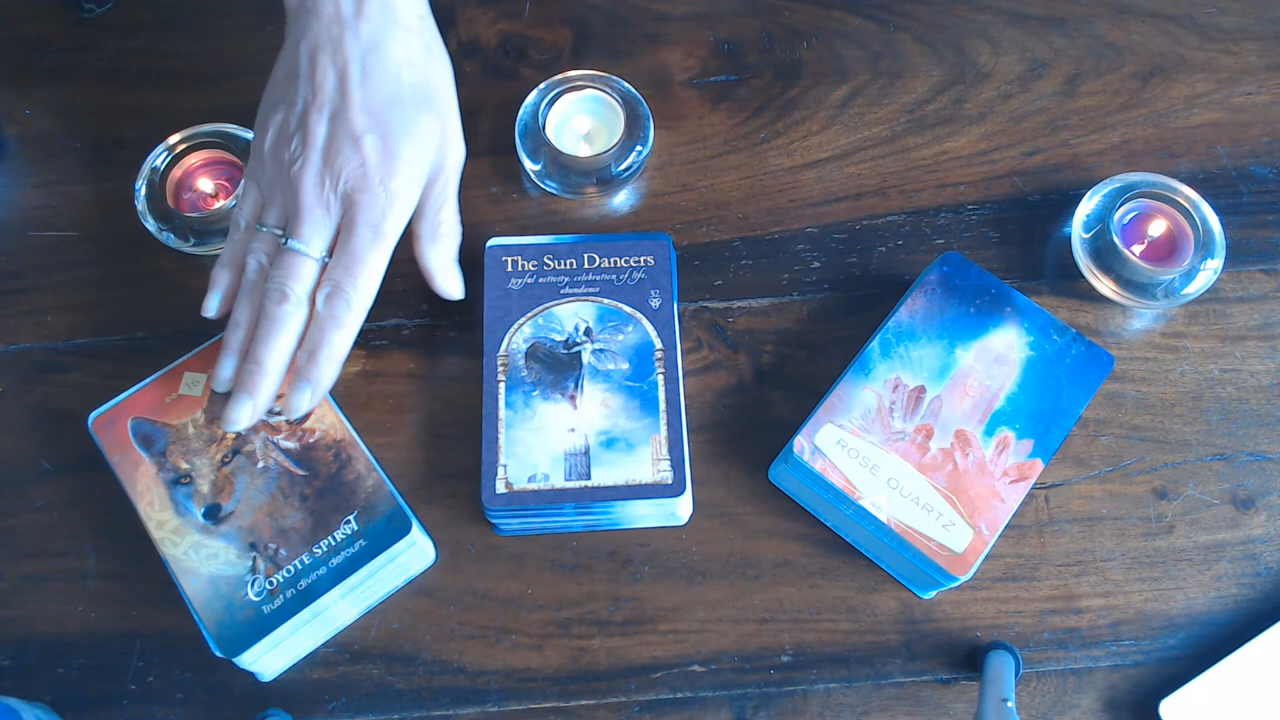 16
COYOTE SPIRIT
Trust in divine detours.
The Sun Dancers
Joyful activity, celebration of life,
abundance
32
ROSE QUARTZ